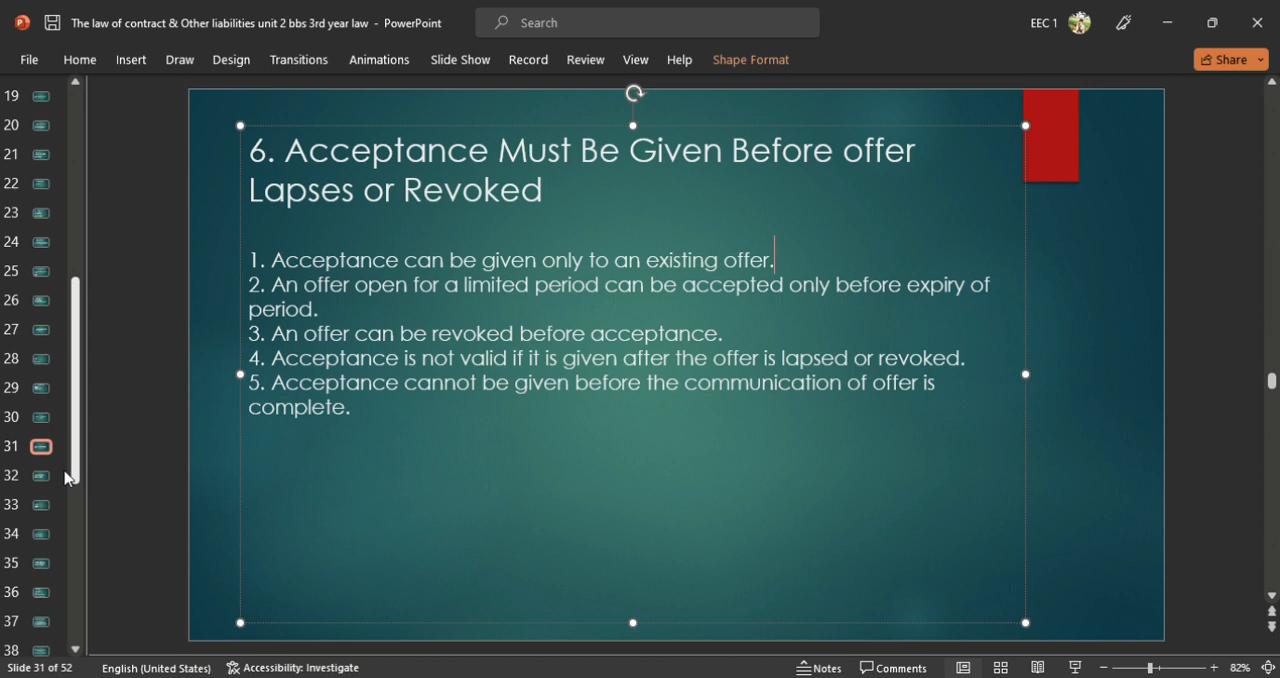 The law of contract & Other liabilities unit 2 bbs 3rd year law - PowerPoint
Search
EEC 1
File Home Insert Draw Design Transitions Animations Slide Show Record Review View Help Shape Format
Share
19
20
21
22
23
24
25
26
27
28
29
30
31
32
33
34
35
36
37
38
6. Acceptance Must Be Given Before offer
Lapses or Revoked
1. Acceptance can be given only to an existing offer.
2. An offer open for a limited period can be accepted only before expiry of
period.
3. An offer can be revoked before acceptance.
4. Acceptance is not valid if it is given after the offer is lapsed or revoked.
5. Acceptance cannot be given before the communication of offer is
complete.
Slide 31 of 52 English (United States) Accessibility: Investigate Notes Comments 82%